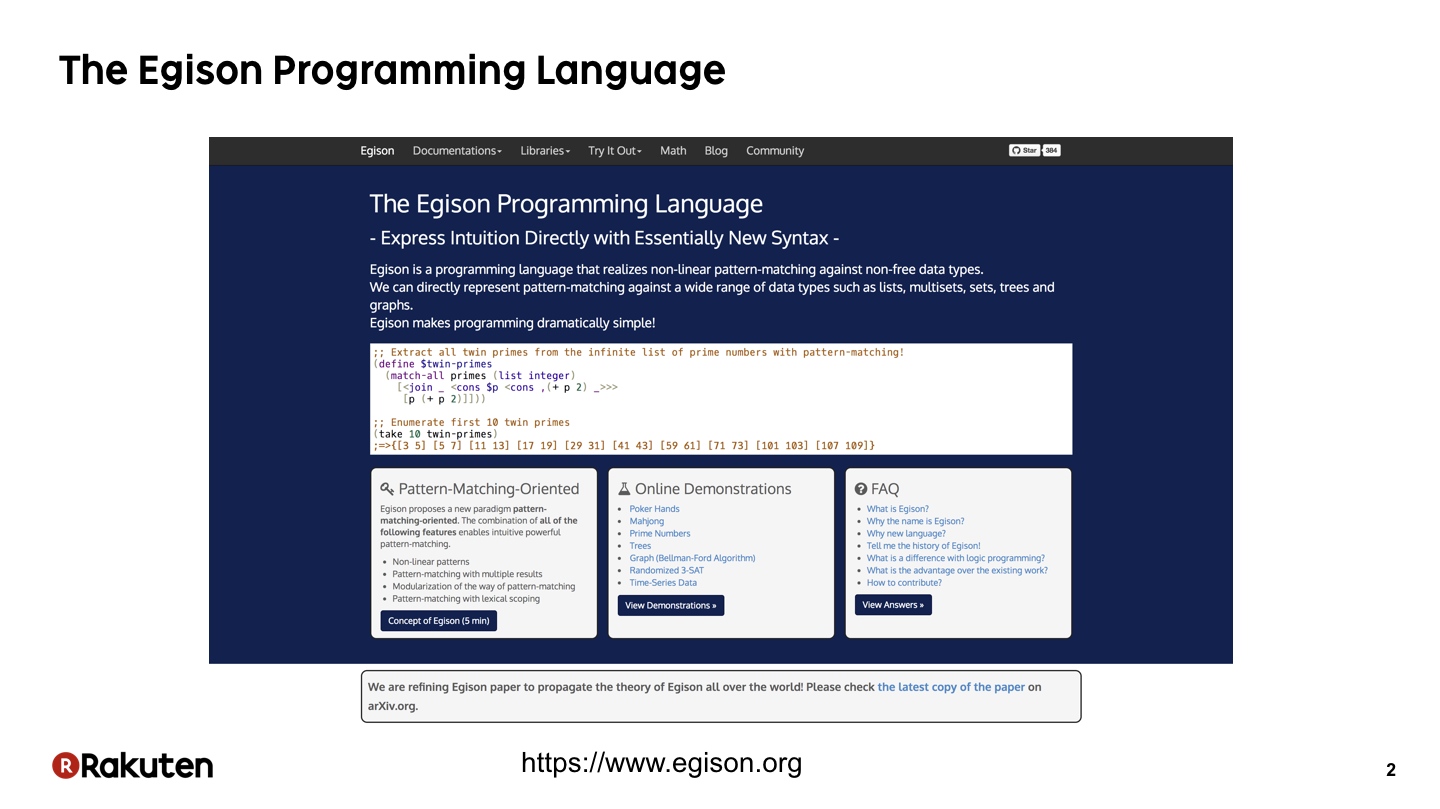 The Egison Programming Language
Egison Documentations Libraries Try It Out Math Blog Community Star 384
The Egison Programming Language
- Express Intuition Directly with Essentially New Syntax -
Egison is a programming language that realizes non-linear pattern-matching against non-free data types.
We can directly represent pattern-matching against a wide range of data types such as lists, multisets, sets, trees and
graphs.
Egison makes programming dramatically simple!
;; Extract all twin primes from the infinite list of prime numbers with pattern-matching!
(define $twin-primes
(match-all primes (list integer)
[<join _ <cons $p <cons ,(+ p 2) _>>>
[p (+ p 2)]]))
;; Enumerate first 10 twin primes
(take 10 twin-primes)
;=>{[3 5] [5 7] [11 13] [17 19] [29 31] [41 43] [59 61] [71 73] [101 103] [107 109]}
Pattern-Matching-Oriented
Egison proposes a new paradigm pattern-
matching-oriented. The combination of all of the
following features enables intuitive powerful
pattern-matching.
• Non-linear patterns
• Pattern-matching with multiple results
• Modularization of the way of pattern-matching
• Pattern-matching with lexical scoping
Concept of Egison (5 min)
Online Demonstrations
• Poker Hands
• Mahjong
• Prime Numbers
• Trees
• Graph (Bellman-Ford Algorithm)
• Randomized 3-SAT
• Time-Series Data
View Demonstrations »
FAQ
• What is Egison?
• Why the name is Egison?
• Why new language?
• Tell me the history of Egison!
• What is a difference with logic programming?
• What is the advantage over the existing work?
• How to contribute?
View Answers »
We are refining Egison paper to propagate the theory of Egison all over the world! Please check the latest copy of the paper on
arXiv.org.
R Rakuten
https://www.egison.org
2